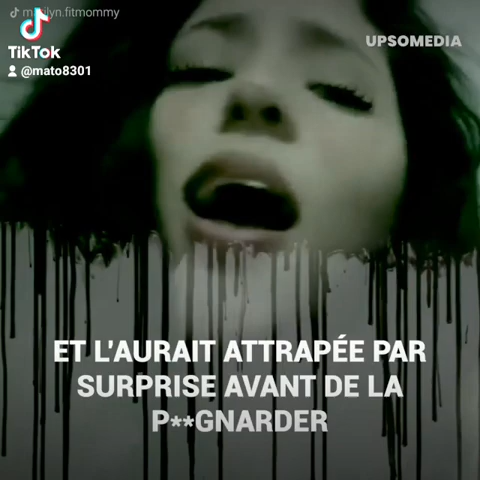 TikTok
@mato8301
UPSOMEDIA
ET L'AURAIT ATTRAPÉE PAR
SURPRISE AVANT DE LA
P**GNARDER